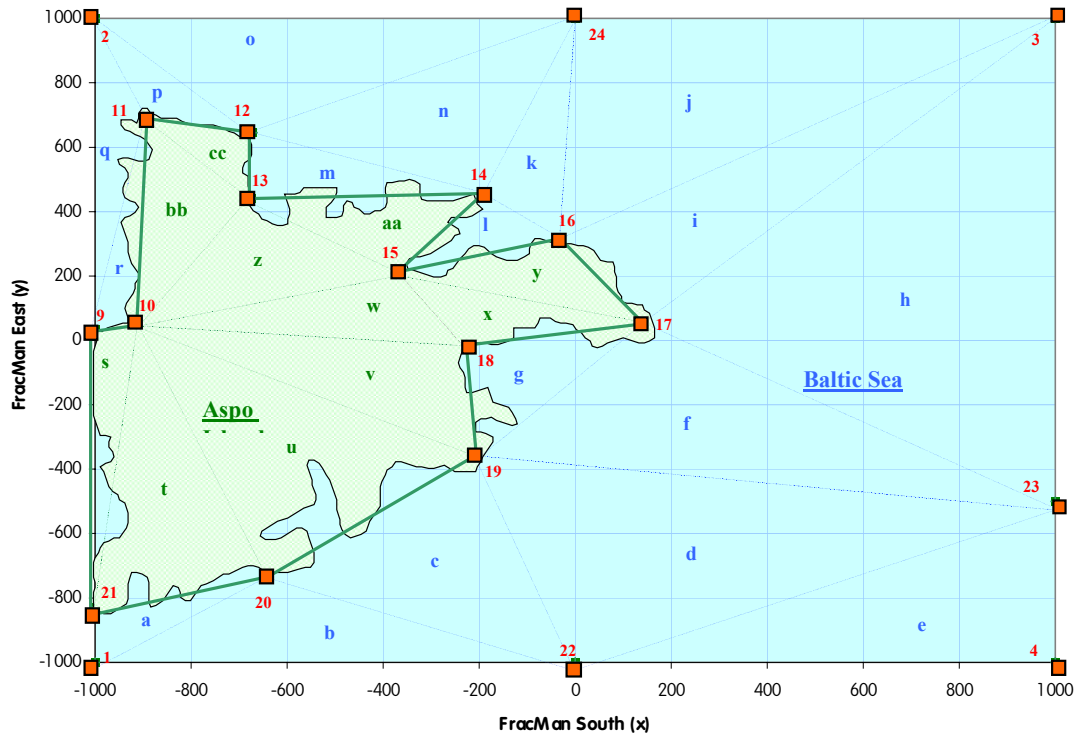 1000
2
o
24
3
800
p
11
12
n
j
600
q
cc
k
m
14
13
400
bb
aa
l
16
i
15
z
y
200
r
w
h
9
10
x
17
0
s
18
v
g
Baltic Sea
-200
Aspo
f
u
-400
19
t
23
-600
c
d
-800
21
20
a
b
e
22
-1000
1
4
-1000
-800
-600
-400
-200
0
200
400
600
800
1000
FracMan South (x)
FracMan East (y)